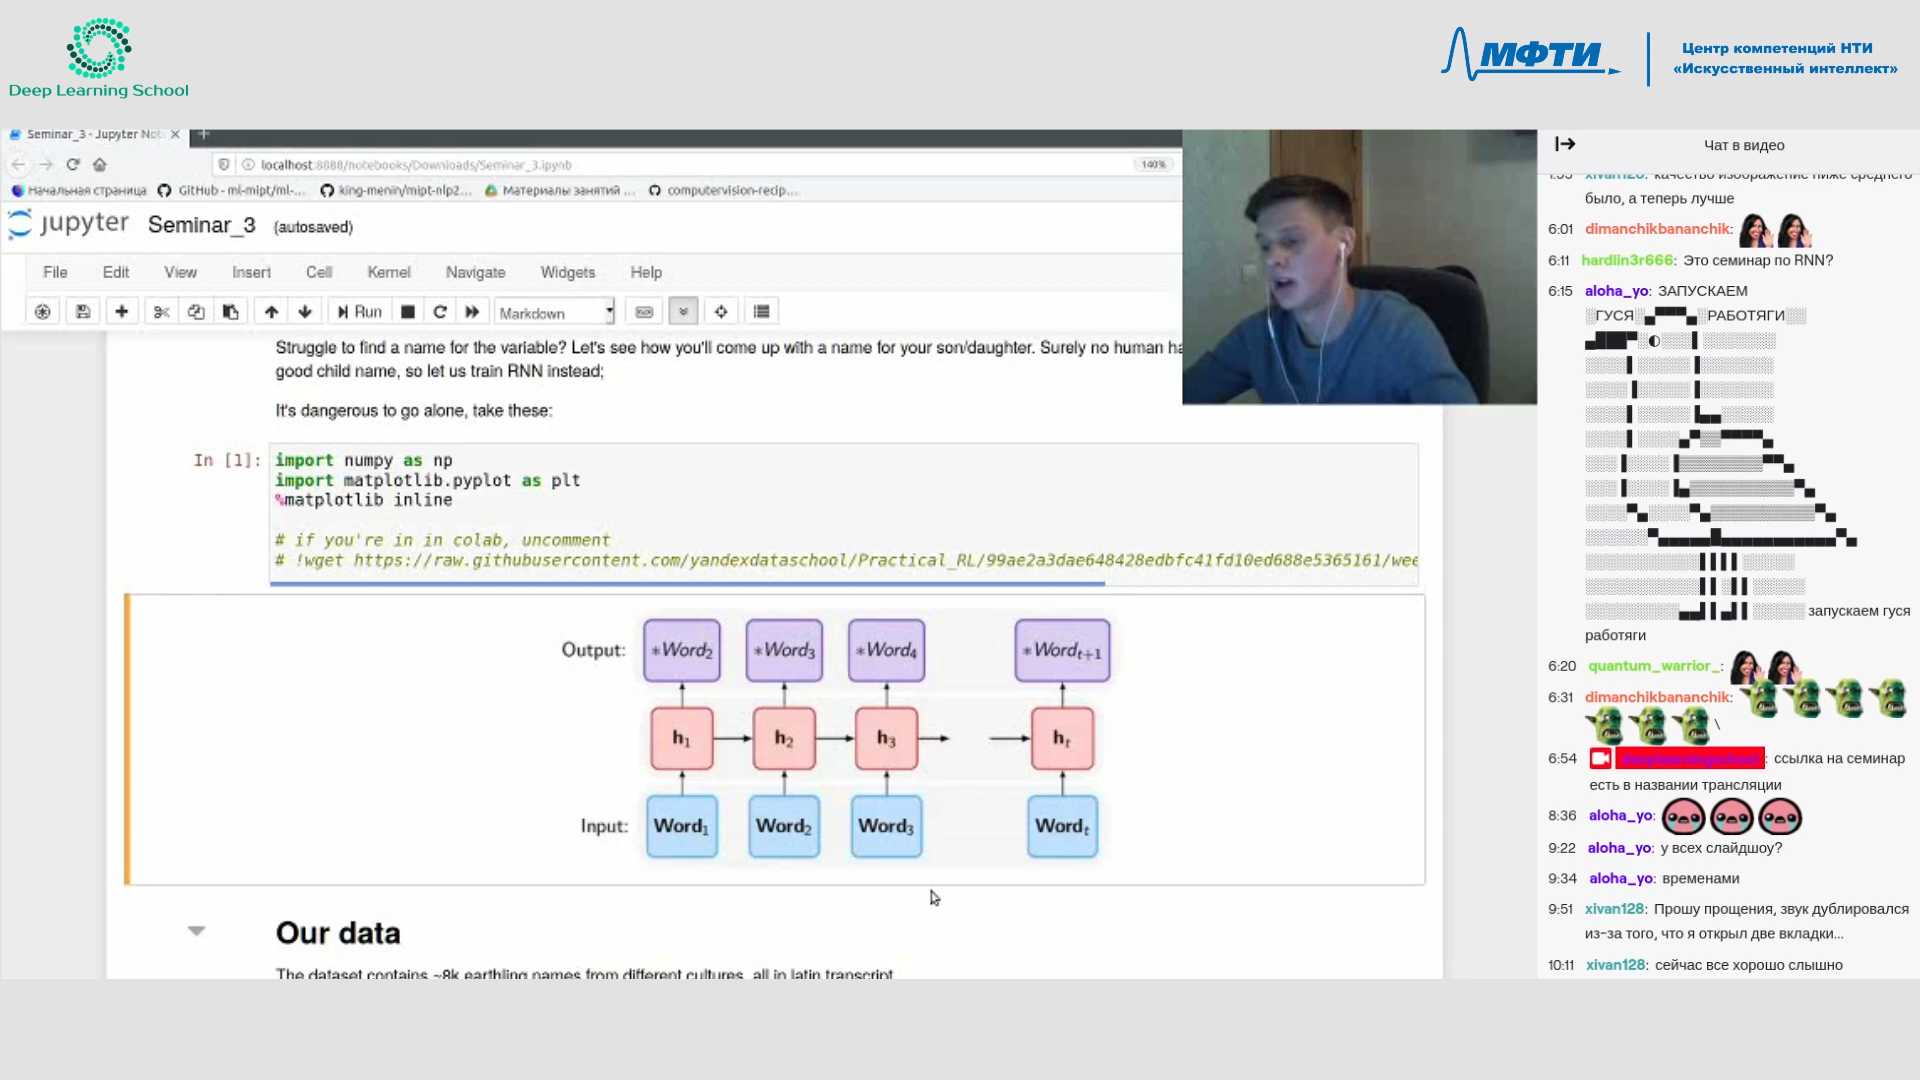 Deep Learning School
МФТИ
Центр компетенций НТИ
«Искусственный интеллект»
Seminar_3 - Jupyter Not
localhost:8888/notebooks/Downloads/Seminar_3.ipynb
140%
Начальная страница
GitHub - ml-mipt/ml-...
king-menin/mipt-nlp2...
Материалы занятий ...
computervision-recip...
jupyter Seminar_3 (autosaved)
File Edit View Insert Cell Kernel Navigate Widgets Help
Run
Markdown
Struggle to find a name for the variable? Let's see how you'll come up with a name for your son/daughter. Surely no human ha
good child name, so let us train RNN instead;
It's dangerous to go alone, take these:
In [1]:
import numpy as np
import matplotlib.pyplot as plt
%matplotlib inline
# if you're in in colab, uncomment
# !wget https://raw.githubusercontent.com/yandexdataschool/Practical_RL/99ae2a3dae648428edbfc41fd10ed688e5365161/wee
Output: *Word2 *Word3 *Word4 *Wordt+1
h1 h2 h3 ht
Input: Word1 Word2 Word3 Wordt
Our data
The dataset contains ~8k earthling names from different cultures, all in latin transcript
Чат в видео
1:55 xivan128: качество изображение ниже среднего
было, а теперь лучше
6:01 dimanchikbananchik:
6:11 hardlin3r666: Это семинар по RNN?
6:15 aloha_yo: ЗАПУСКАЕМ
ГУСЯ РАБОТЯГИ
запускаем гуся
работяги
6:20 quantum_warrior_:
6:31 dimanchikbananchik:
\
6:54 deeplearningschool: ссылка на семинар
есть в названии трансляции
8:36 aloha_yo:
9:22 aloha_yo: у всех слайдшоу?
9:34 aloha_yo: временами
9:51 xivan128: Прошу прощения, звук дублировался
из-за того, что я открыл две вкладки...
10:11 xivan128: сейчас все хорошо слышно